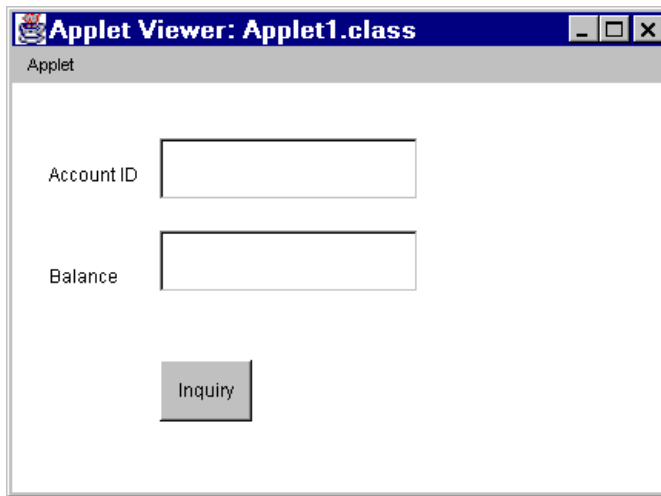 Applet Viewer: Applet1.class
Applet
Account ID
Balance
Inquiry